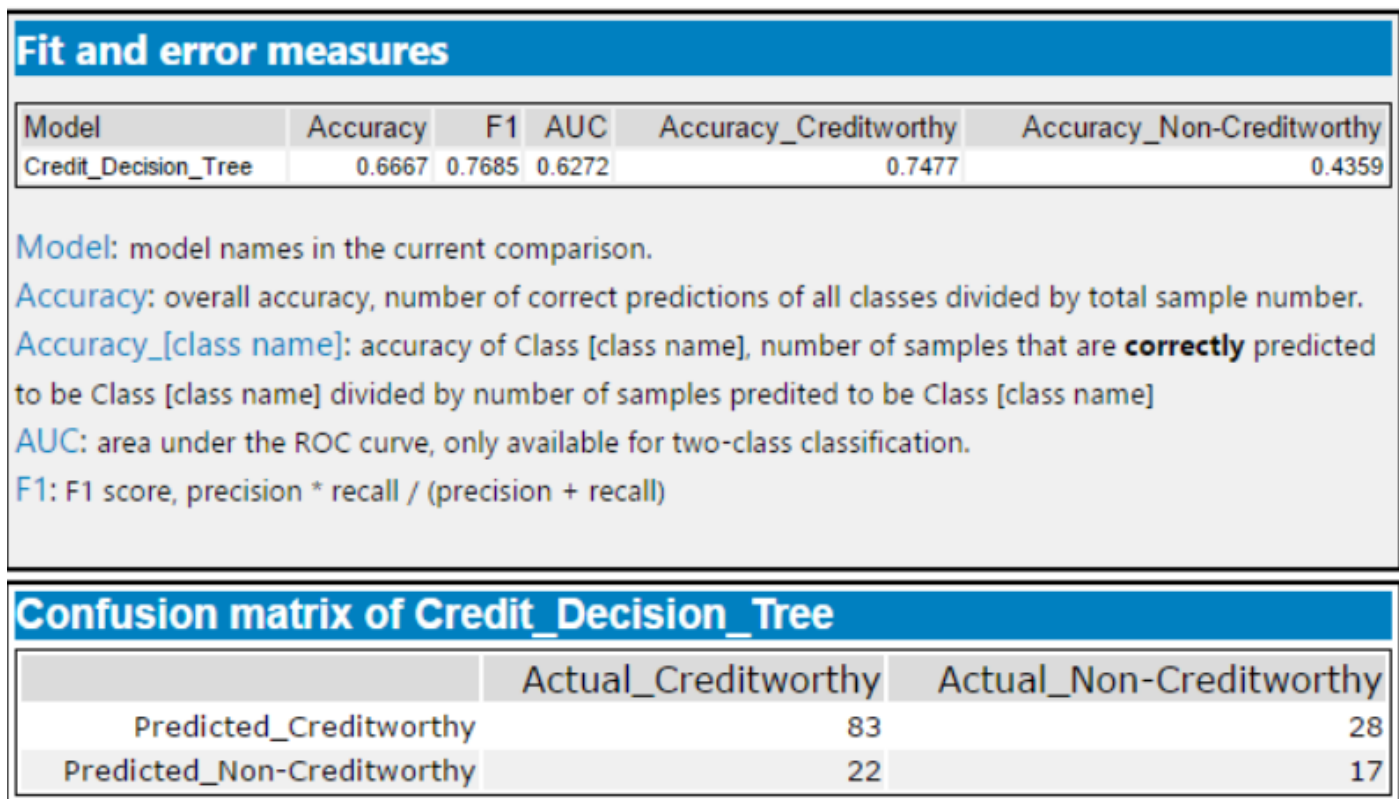 Fit and error measures
Model Accuracy F1 AUC Accuracy_Creditworthy Accuracy_Non-Creditworthy
Credit_Decision_Tree 0.6667 0.7685 0.6272 0.7477 0.4359
Model: model names in the current comparison.
Accuracy: overall accuracy, number of correct predictions of all classes divided by total sample number.
Accuracy_[class name]: accuracy of Class [class name], number of samples that are correctly predicted
to be Class [class name] divided by number of samples predited to be Class [class name]
AUC: area under the ROC curve, only available for two-class classification.
F1: F1 score, precision * recall / (precision + recall)
Confusion matrix of Credit_Decision_Tree
Actual_Creditworthy Actual_Non-Creditworthy
Predicted_Creditworthy 83 28
Predicted_Non-Creditworthy 22 17